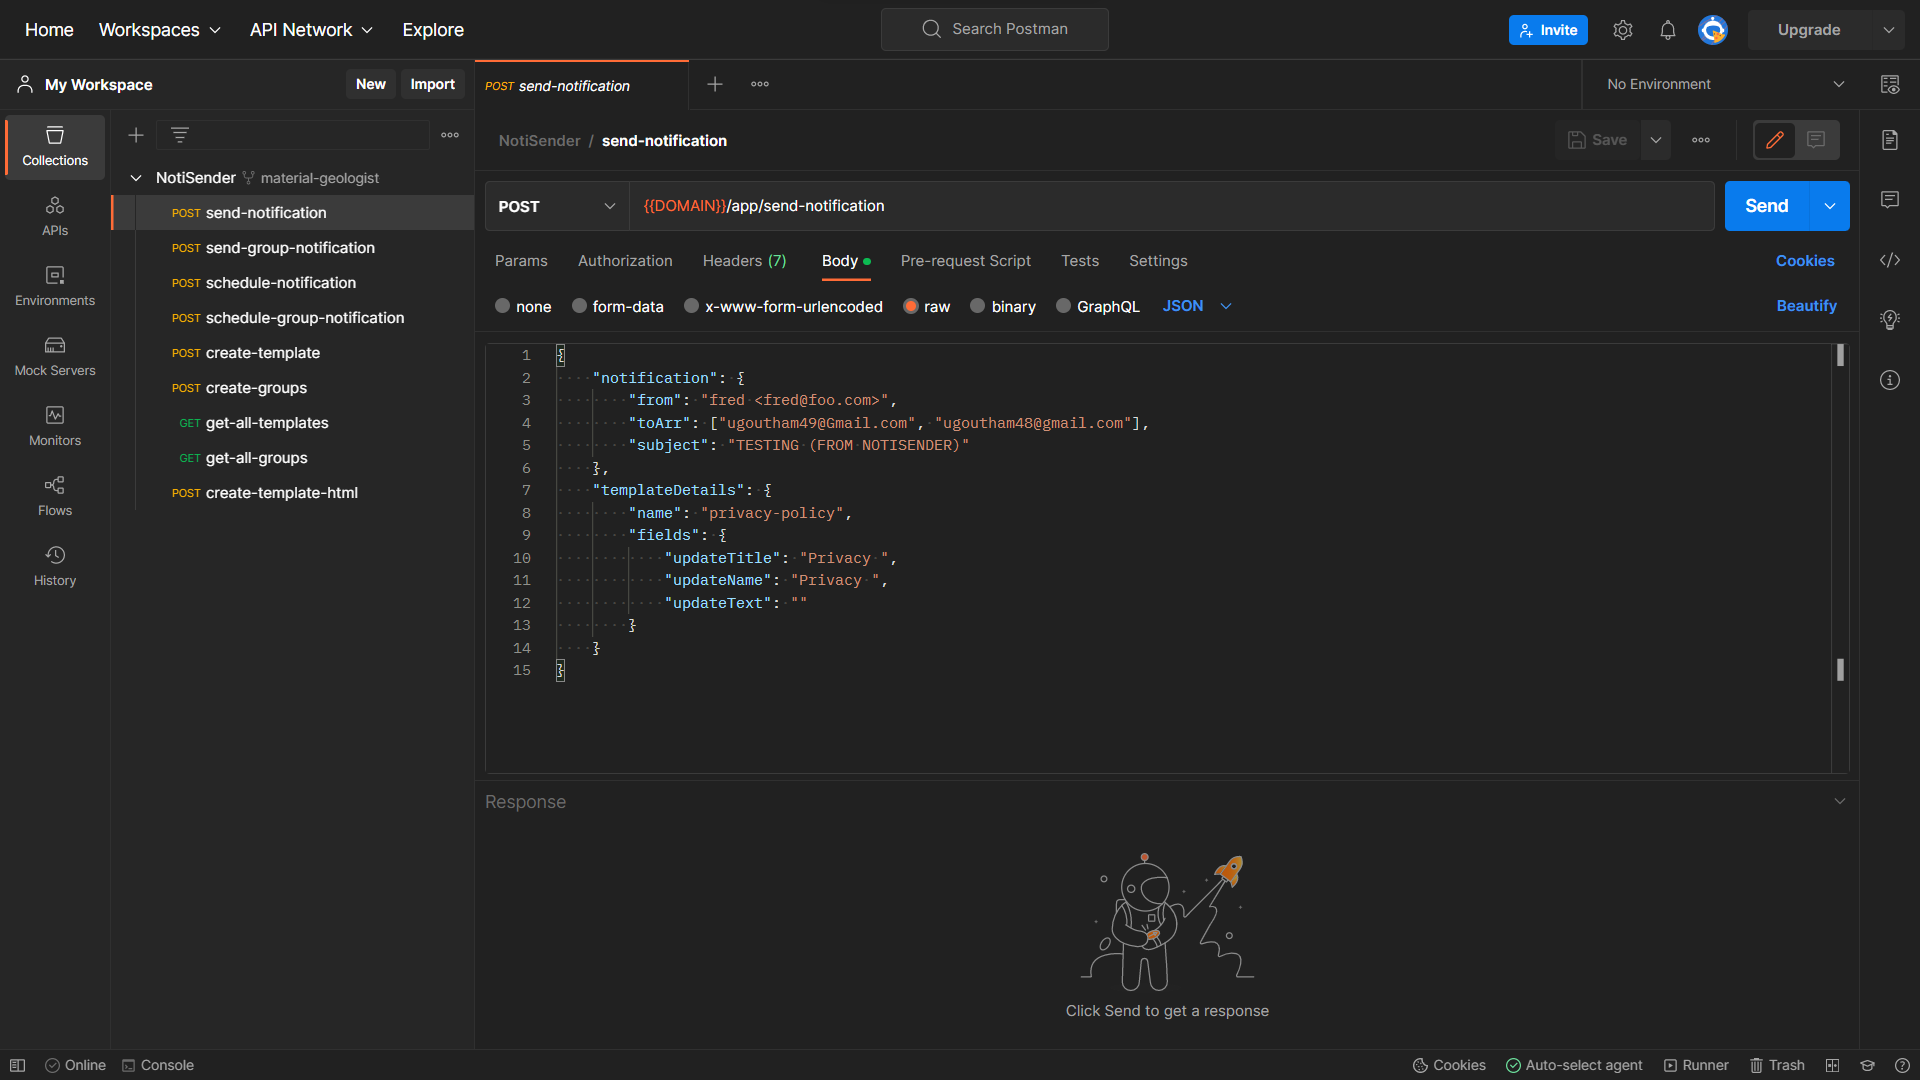 Home Workspaces API Network Explore Search Postman Invite Upgrade
My Workspace New Import POST send-notification No Environment
NotiSender / send-notification Save
Collections
APIs
Environments
Mock Servers
Monitors
Flows
History
NotiSender material-geologist
POST send-notification
POST send-group-notification
POST schedule-notification
POST schedule-group-notification
POST create-template
POST create-groups
GET get-all-templates
GET get-all-groups
POST create-template-html
POST {{DOMAIN}}/app/send-notification Send
Params Authorization Headers (7) Body Pre-request Script Tests Settings Cookies
none form-data x-www-form-urlencoded raw binary GraphQL JSON Beautify
1 {
2 "notification": {
3 "from": "fred <fred@foo.com>",
4 "toArr": ["ugoutham49@Gmail.com", "ugoutham48@gmail.com"],
5 "subject": "TESTING (FROM NOTISENDER)"
6 },
7 "templateDetails": {
8 "name": "privacy-policy",
9 "fields": {
10 "updateTitle": "Privacy ",
11 "updateName": "Privacy ",
12 "updateText": ""
13 }
14 }
15 }
Response
Click Send to get a response
Online Console Cookies Auto-select agent Runner Trash